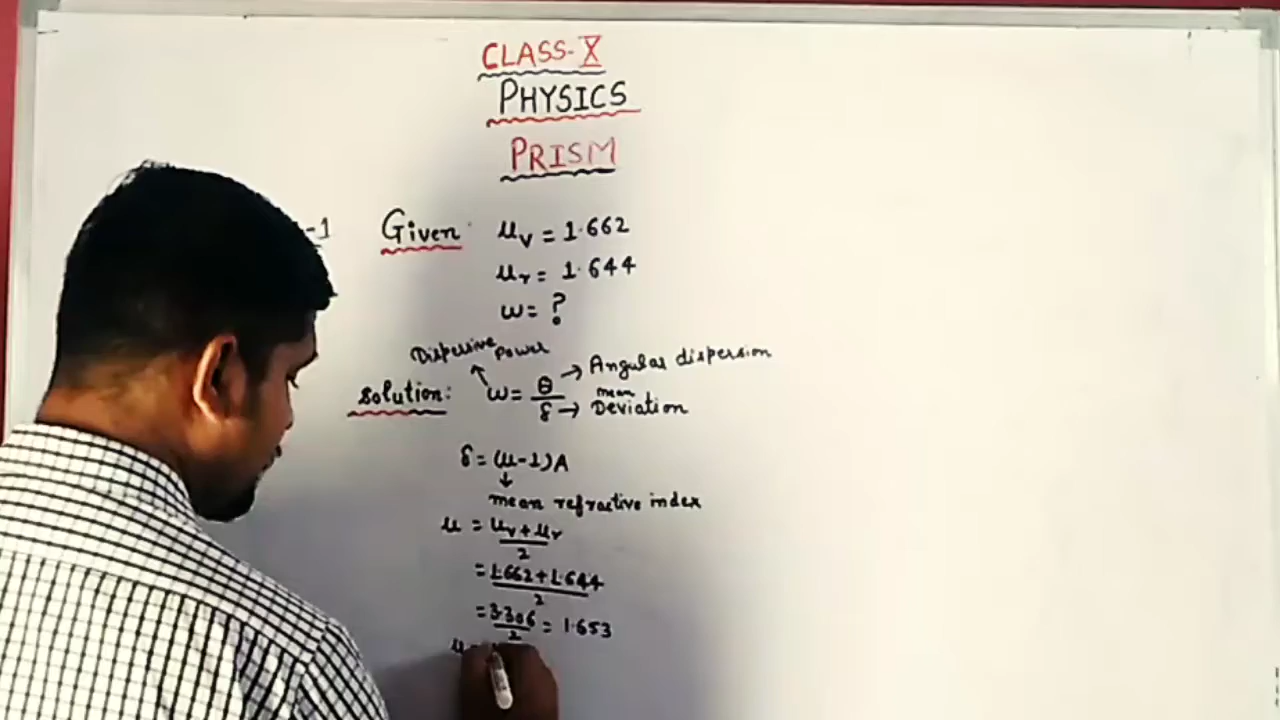 CLASS-X
PHYSICS
PRISM
-1 Given: μv = 1.662
μr = 1.644
ω = ?
Dispersive power
Solution: ω = θ/δ → Angular dispersion
→ mean Deviation
δ = (μ-1)A
↓
mean refractive index
μ = μv+μr/2
= 1.662+1.644/2
= 3.306/2 = 1.653
μ